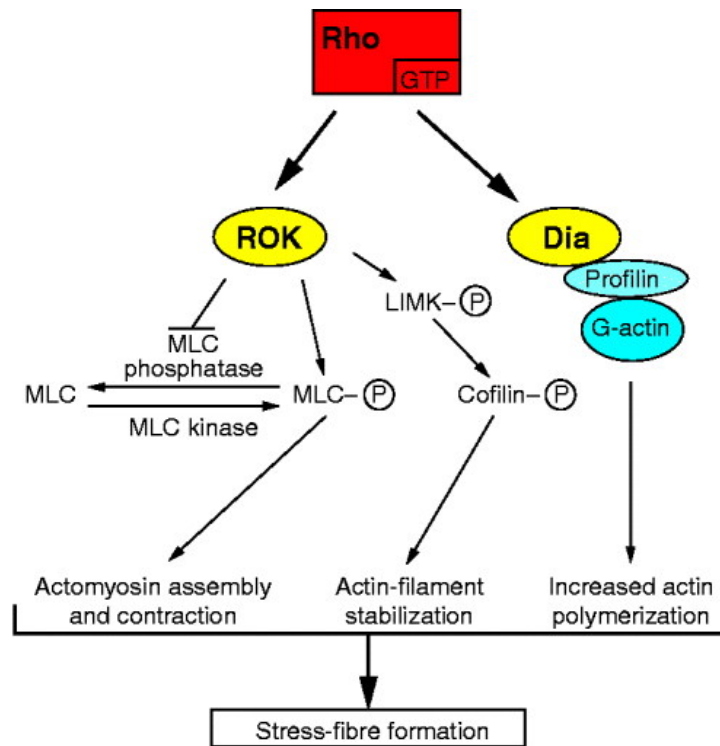 Rho
GTP
ROK
Dia
Profilin
G-actin
LIMK–P
MLC
phosphatase
MLC
MLC–P
MLC kinase
Cofilin–P
Actomyosin assembly
and contraction
Actin-filament
stabilization
Increased actin
polymerization
Stress-fibre formation